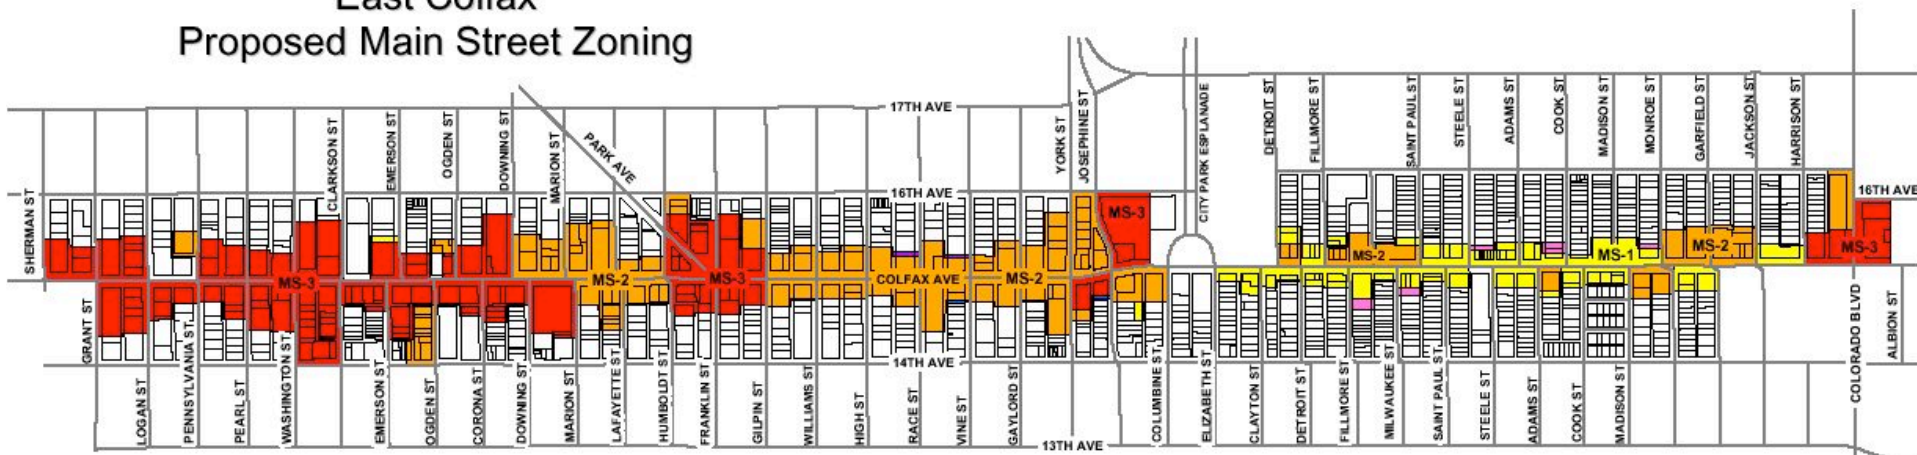 East Colfax
Proposed Main Street Zoning
17TH AVE
16TH AVE
16TH AVE
COLFAX AVE
14TH AVE
13TH AVE
PARK AVE
SHERMAN ST
CLARKSON ST
EMERSON ST
OGDEN ST
DOWNING ST
MARION ST
YORK ST
JOSEPHINE ST
CITY PARK ESPLANADE
DETROIT ST
FILLMORE ST
SAINT PAUL ST
STEELE ST
ADAMS ST
COOK ST
MADISON ST
MONROE ST
GARFIELD ST
JACKSON ST
HARRISON ST
MS-3
MS-2
MS-3
MS-2
MS-3
MS-2
MS-1
MS-2
MS-3
GRANT ST
LOGAN ST
PENNSYLVANIA ST
PEARL ST
WASHINGTON ST
EMERSON ST
OGDEN ST
CORONA ST
DOWNING ST
MARION ST
LAFAYETTE ST
HUMBOLDT ST
FRANKLIN ST
GILPIN ST
WILLIAMS ST
HIGH ST
RACE ST
VINE ST
GAYLORD ST
COLUMBINE ST
ELIZABETH ST
CLAYTON ST
DETROIT ST
FILLMORE ST
MILWAUKEE ST
SAINT PAUL ST
STEELE ST
ADAMS ST
COOK ST
MADISON ST
COLORADO BLVD
ALBION ST